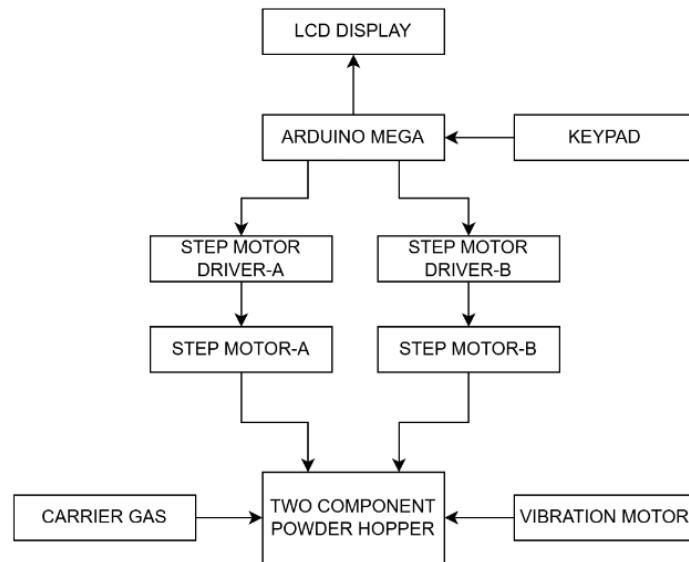 LCD DISPLAY
ARDUINO MEGA
KEYPAD
STEP MOTOR
DRIVER-A
STEP MOTOR
DRIVER-B
STEP MOTOR-A
STEP MOTOR-B
CARRIER GAS
TWO COMPONENT
POWDER HOPPER
VIBRATION MOTOR